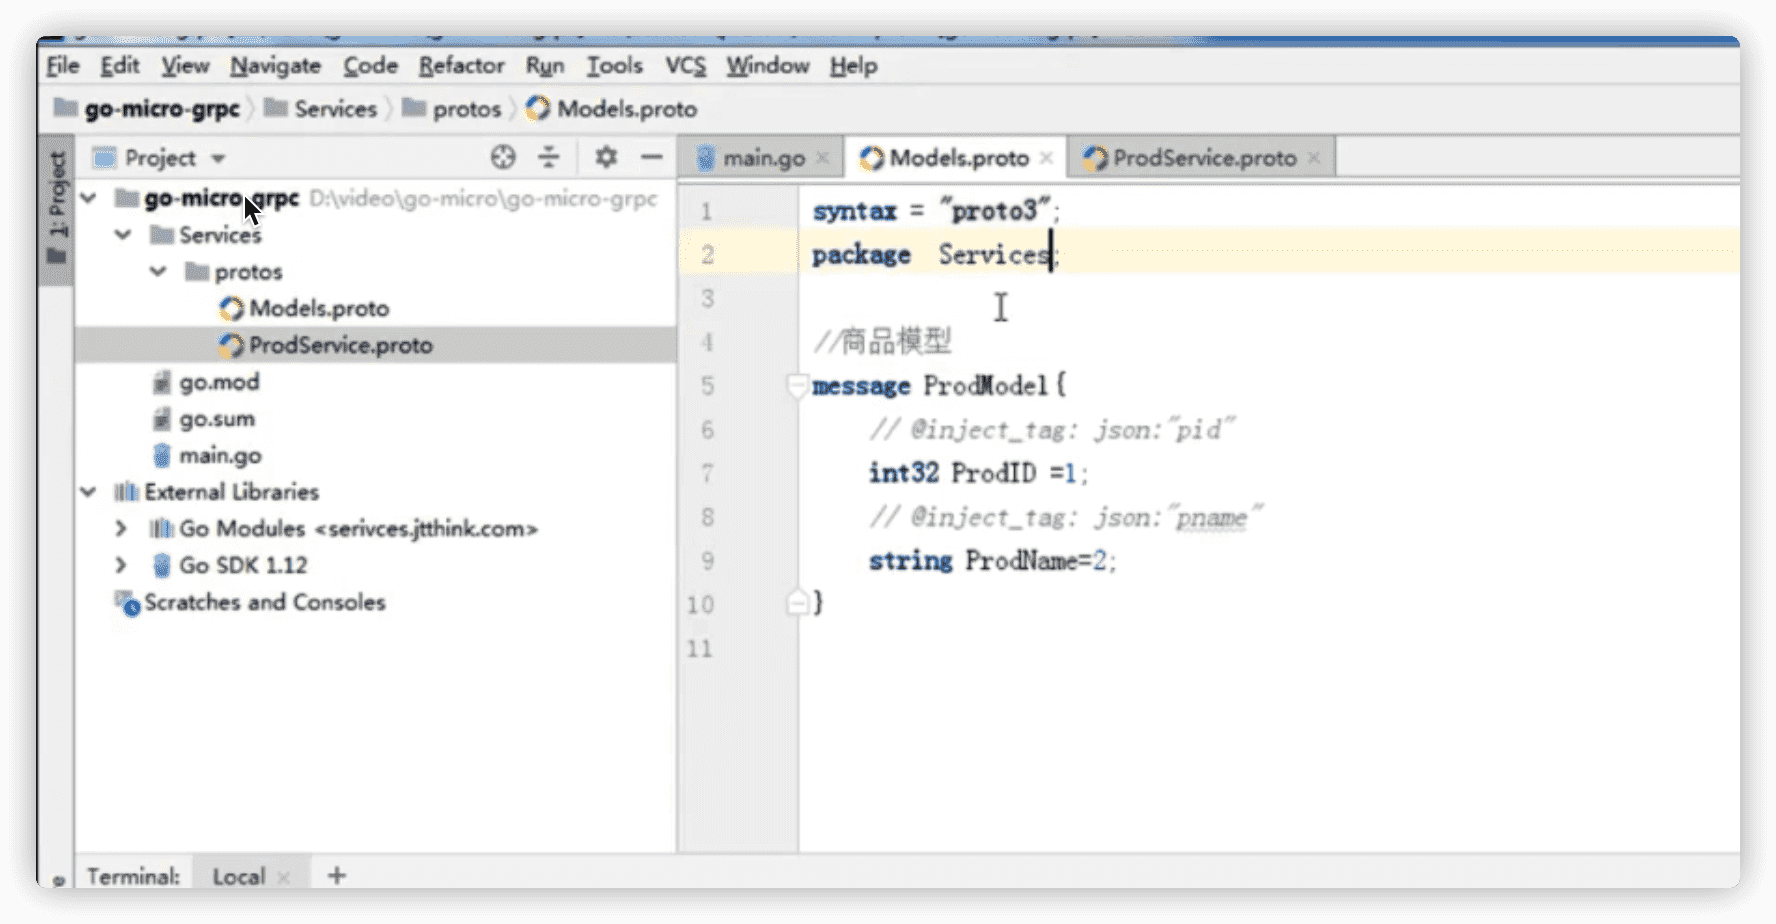 File Edit View Navigate Code Refactor Run Tools VCS Window Help
go-micro-grpc Services protos Models.proto
1: Project
Project
main.go Models.proto ProdService.proto
go-micro-grpc D:\video\go-micro\go-micro-grpc
Services
protos
Models.proto
ProdService.proto
go.mod
go.sum
main.go
External Libraries
Go Modules <serivces.jtthink.com>
Go SDK 1.12
Scratches and Consoles
1 syntax = "proto3";
2 package Services;
3
4 //商品模型
5 message ProdModel{
6 // @inject_tag: json:"pid"
7 int32 ProdID =1;
8 // @inject_tag: json:"pname"
9 string ProdName=2;
10 }
11
Terminal: Local +